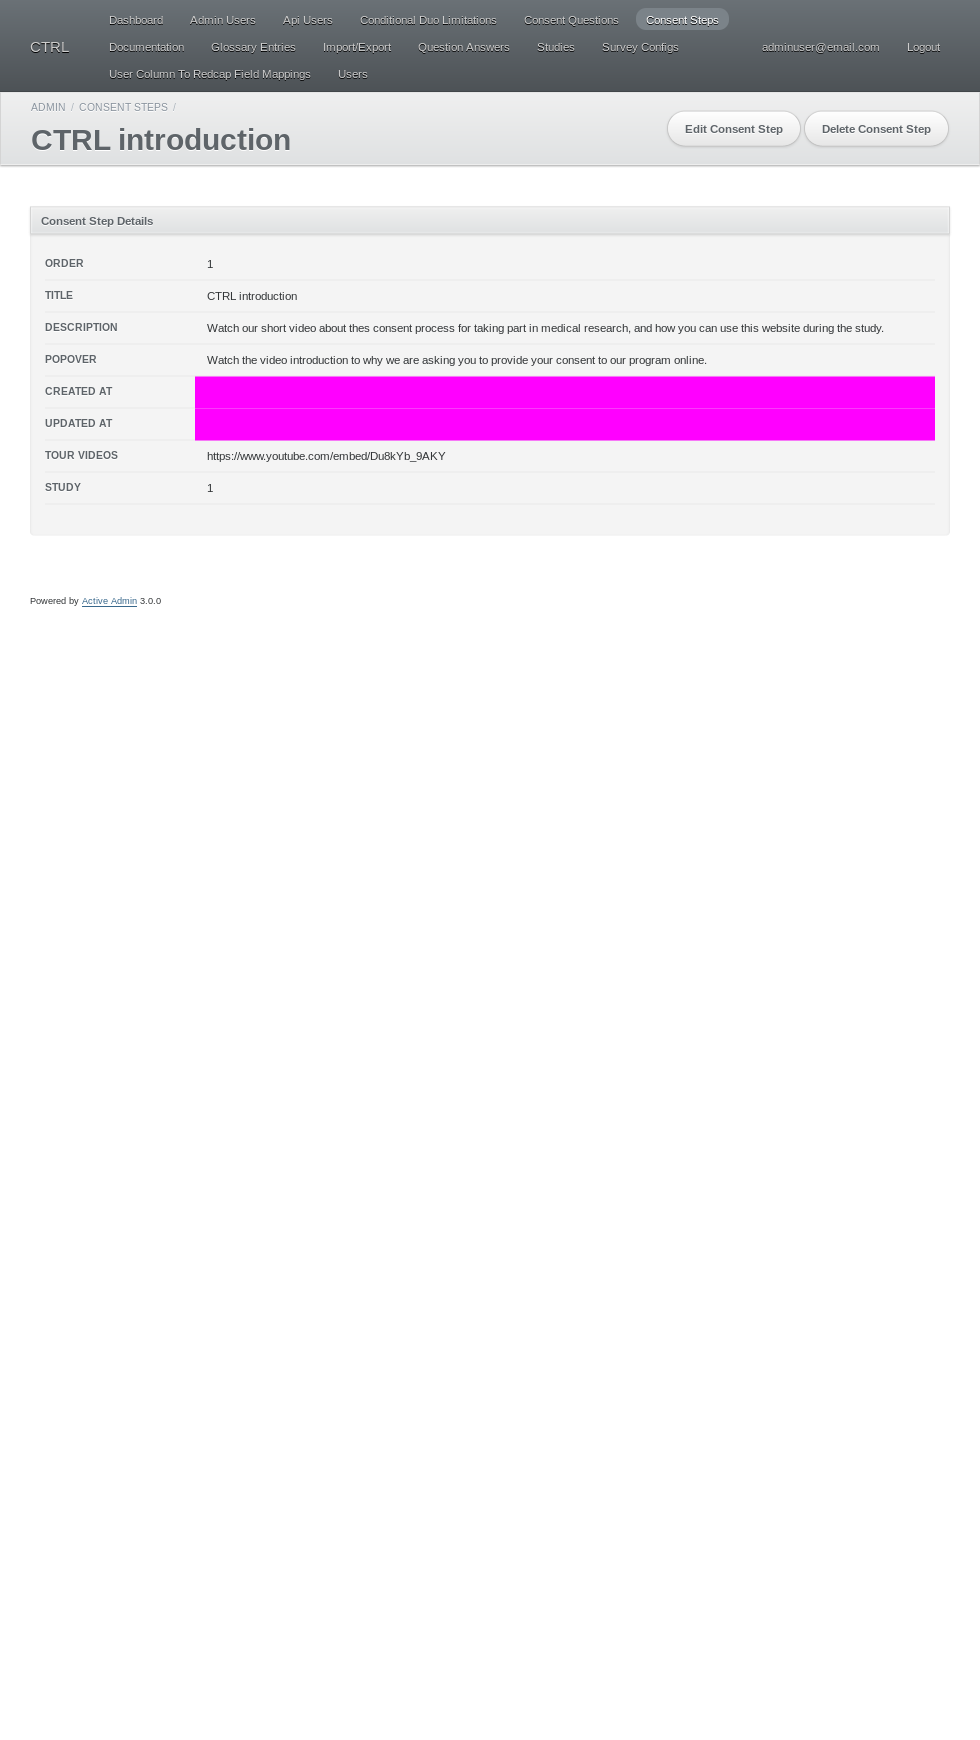 CTRL
Dashboard Admin Users Api Users Conditional Duo Limitations Consent Questions Consent Steps
Documentation Glossary Entries Import/Export Question Answers Studies Survey Configs
User Column To Redcap Field Mappings Users
adminuser@email.com Logout
ADMIN / CONSENT STEPS /
CTRL introduction
Edit Consent Step Delete Consent Step
Consent Step Details
ORDER 1
TITLE CTRL introduction
DESCRIPTION Watch our short video about thes consent process for taking part in medical research, and how you can use this website during the study.
POPOVER Watch the video introduction to why we are asking you to provide your consent to our program online.
CREATED AT
UPDATED AT
TOUR VIDEOS https://www.youtube.com/embed/Du8kYb_9AKY
STUDY 1
Powered by Active Admin 3.0.0